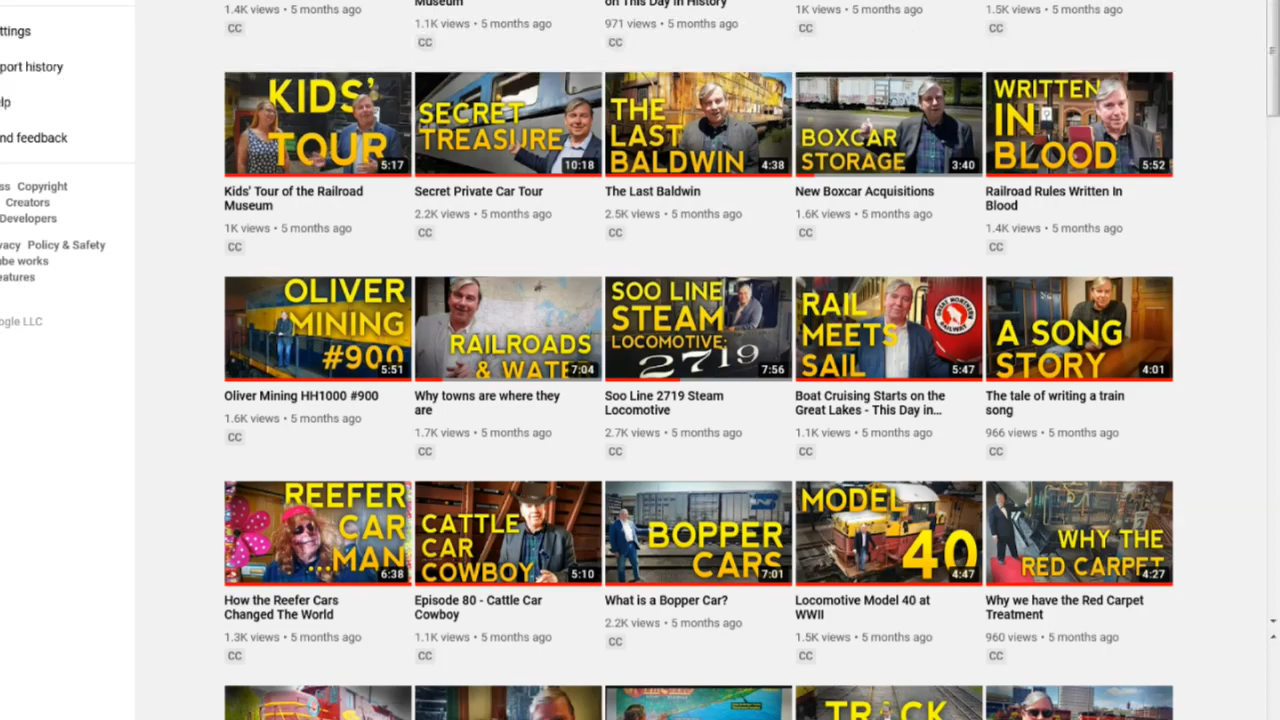 ttings
port history
elp
nd feedback
ss Copyright
Creators
Developers
vacy Policy & Safety
ube works
eatures
ogle LLC
Museum
on This Day in History
1.4K views • 5 months ago
1.1K views • 5 months ago
971 views • 5 months ago
1K views • 5 months ago
1.5K views • 5 months ago
CC
CC
CC
CC
CC
KIDS'
TOUR
5:17
SECRET
TREASURE
10:18
THE
LAST
BALDWIN
4:38
BOXCAR
STORAGE
3:40
WRITTEN
IN
BLOOD
5:52
Kids' Tour of the Railroad
Museum
1K views • 5 months ago
CC
Secret Private Car Tour
2.2K views • 5 months ago
CC
The Last Baldwin
2.5K views • 5 months ago
CC
New Boxcar Acquisitions
1.6K views • 5 months ago
CC
Railroad Rules Written In
Blood
1.4K views • 5 months ago
CC
OLIVER
MINING
#900
5:51
RAILROADS
& WATER
7:04
SOO LINE
STEAM
LOCOMOTIVE:
2719
7:56
RAIL
MEETS
SAIL
GREAT NORTHERN
RAILWAY
5:47
A SONG
STORY
4:01
Oliver Mining HH1000 #900
1.6K views • 5 months ago
CC
Why towns are where they
are
1.7K views • 5 months ago
CC
Soo Line 2719 Steam
Locomotive
2.7K views • 5 months ago
CC
Boat Cruising Starts on the
Great Lakes - This Day in...
1.1K views • 5 months ago
CC
The tale of writing a train
song
966 views • 5 months ago
CC
REEFER
CAR
...MAN
6:38
CATTLE
CAR
COWBOY
5:10
BOPPER
CARS
7:01
MODEL
40
4:47
WHY THE
RED CARPET
4:27
How the Reefer Cars
Changed The World
1.3K views • 5 months ago
CC
Episode 80 - Cattle Car
Cowboy
1.1K views • 5 months ago
CC
What is a Bopper Car?
2.2K views • 5 months ago
CC
Locomotive Model 40 at
WWII
1.5K views • 5 months ago
CC
Why we have the Red Carpet
Treatment
960 views • 5 months ago
CC
TRACK